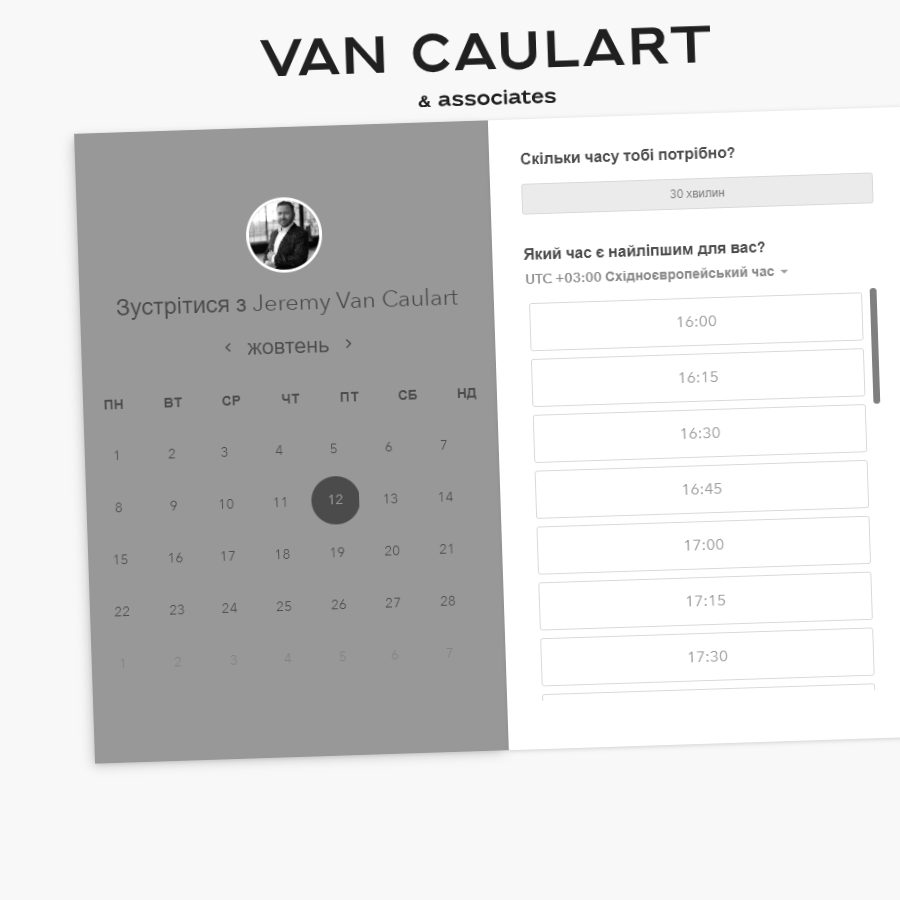 VAN CAULART
& associates
Зустрітися з Jeremy Van Caulart
жовтень
ПН ВТ СР ЧТ ПТ СБ НД
1 2 3 4 5 6 7
8 9 10 11 12 13 14
15 16 17 18 19 20 21
22 23 24 25 26 27 28
1 2 3 4 5 6 7
Скільки часу тобі потрібно?
30 хвилин
Який час є найліпшим для вас?
UTC +03:00 Східноєвропейський час
16:00
16:15
16:30
16:45
17:00
17:15
17:30